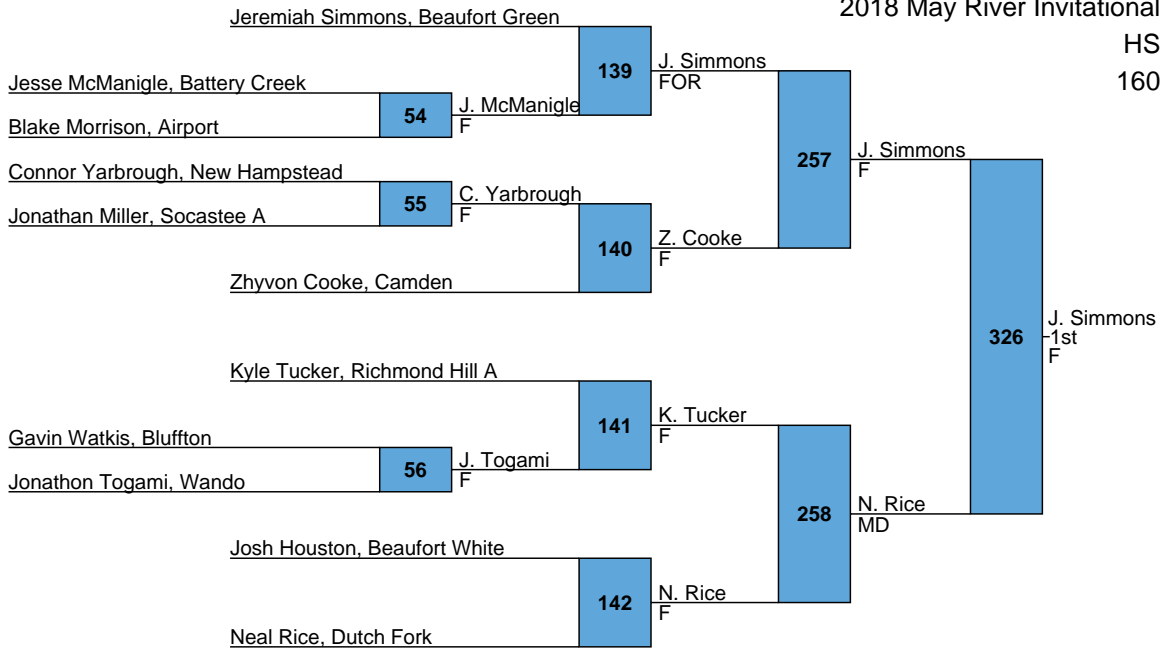 2018 May River Invitational
HS
160
Jeremiah Simmons, Beaufort Green
139
J. Simmons
FOR
Jesse McManigle, Battery Creek
54
J. McManigle
F
Blake Morrison, Airport
257
J. Simmons
F
Connor Yarbrough, New Hampstead
55
C. Yarbrough
F
Jonathan Miller, Socastee A
140
Z. Cooke
F
Zhyvon Cooke, Camden
326
J. Simmons
1st
F
Kyle Tucker, Richmond Hill A
141
K. Tucker
F
Gavin Watkis, Bluffton
56
J. Togami
F
Jonathon Togami, Wando
258
N. Rice
MD
Josh Houston, Beaufort White
142
N. Rice
F
Neal Rice, Dutch Fork